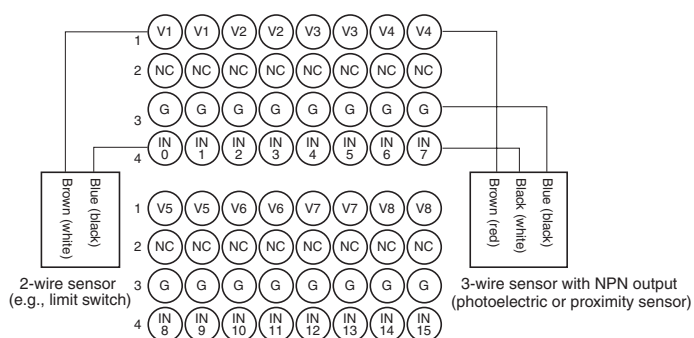 1 V1 V1 V2 V2 V3 V3 V4 V4
2 NC NC NC NC NC NC NC NC
3 G G G G G G G G
4 IN 0 IN 1 IN 2 IN 3 IN 4 IN 5 IN 6 IN 7
Brown (white)
Blue (black)
2-wire sensor
(e.g., limit switch)
Brown (red)
Black (white)
Blue (black)
3-wire sensor with NPN output
(photoelectric or proximity sensor)
1 V5 V5 V6 V6 V7 V7 V8 V8
2 NC NC NC NC NC NC NC NC
3 G G G G G G G G
4 IN 8 IN 9 IN 10 IN 11 IN 12 IN 13 IN 14 IN 15